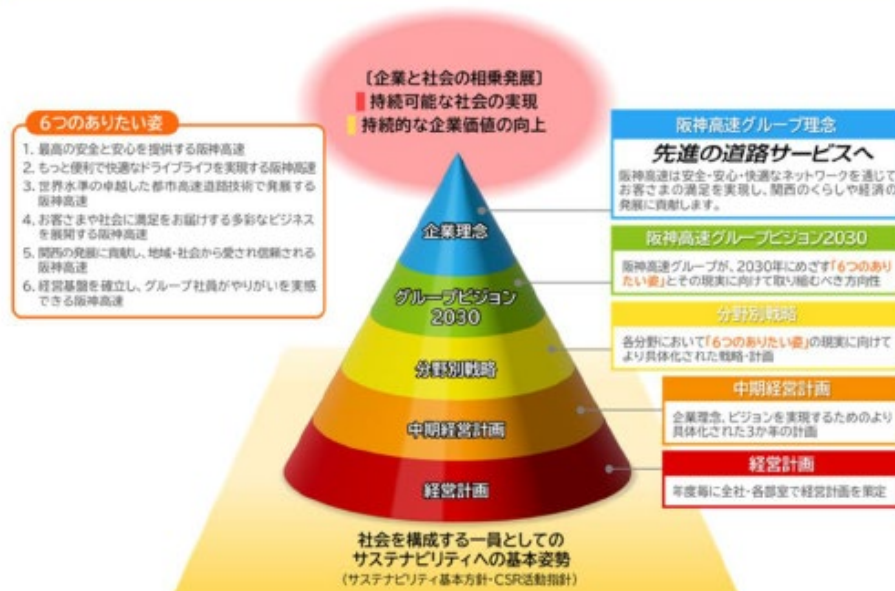 〔企業と社会の相乗発展〕
持続可能な社会の実現
持続的な企業価値の向上
6つのありたい姿
1. 最高の安全と安心を提供する阪神高速
2. もっと便利で快適なドライブライフを実現する阪神高速
3. 世界水準の卓越した都市高速道路技術で発展する
阪神高速
4. お客さまや社会に満足をお届けする多彩なビジネス
を展開する阪神高速
5. 関西の発展に貢献し、地域・社会から愛され信頼される
阪神高速
6. 経営基盤を確立し、グループ社員がやりがいを実感
できる阪神高速
企業理念
グループビジョン
2030
分野別戦略
中期経営計画
経営計画
阪神高速グループ理念
先進の道路サービスへ
阪神高速は安全・安心・快適なネットワークを通じて
お客さまの満足を実現し、関西のくらしや経済の
発展に貢献します。
阪神高速グループビジョン2030
阪神高速グループが、2030年にめざす「6つのあり
たい姿」とその現実に向けて取り組むべき方向性
分野別戦略
各分野において「6つのありたい姿」の現実に向けて
より具体化された戦略・計画
中期経営計画
企業理念、ビジョンを実現するためのより
具体化された3か年の計画
経営計画
年度毎に全社・各部室で経営計画を策定
社会を構成する一員としての
サステナビリティへの基本姿勢
(サステナビリティ基本方針・CSR活動指針)